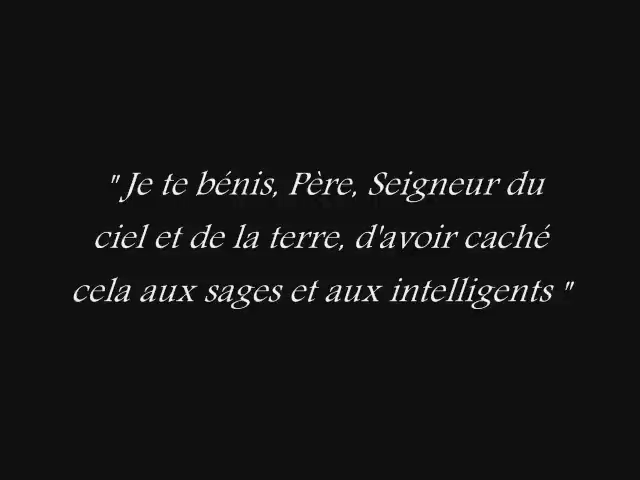 " Je te bénis, Père, Seigneur du
ciel et de la terre, d'avoir caché
cela aux sages et aux intelligents "